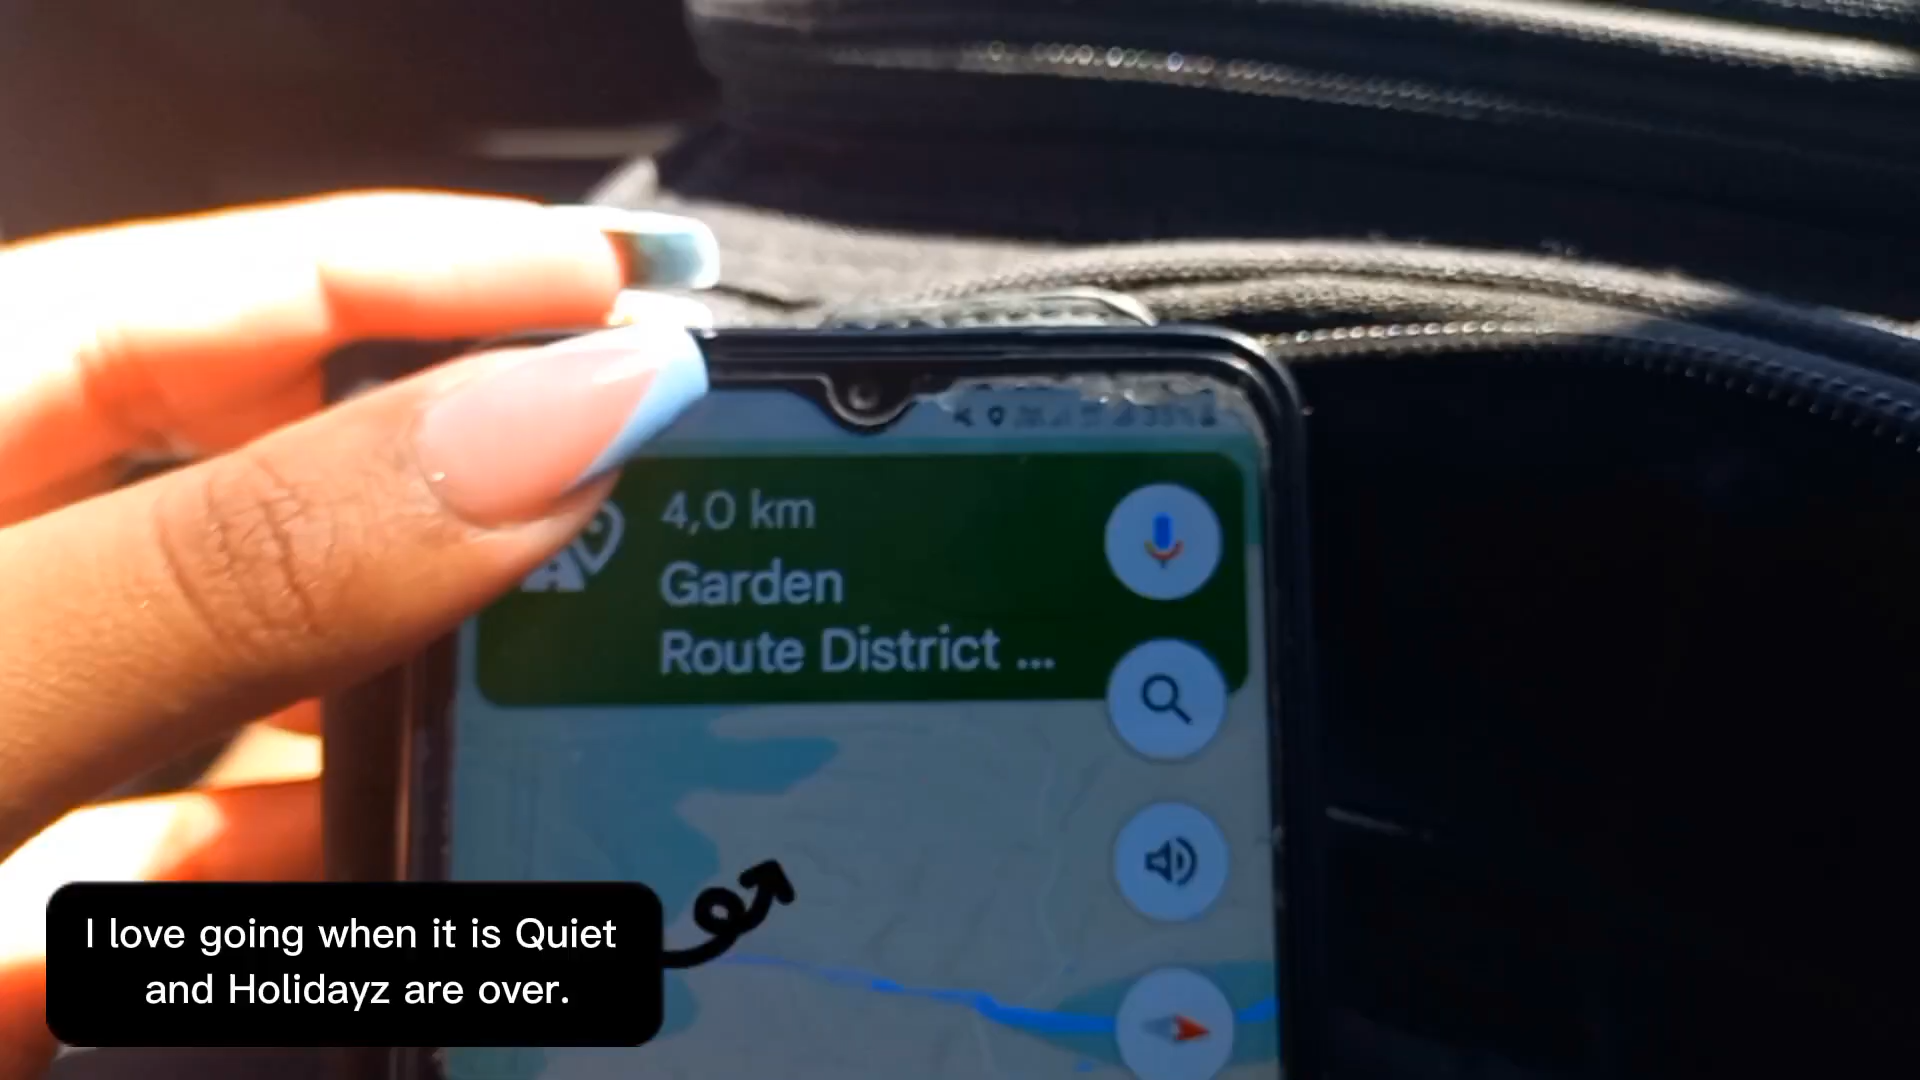 4,0 km
Garden
Route District ...
I love going when it is Quiet
and Holidayz are over.